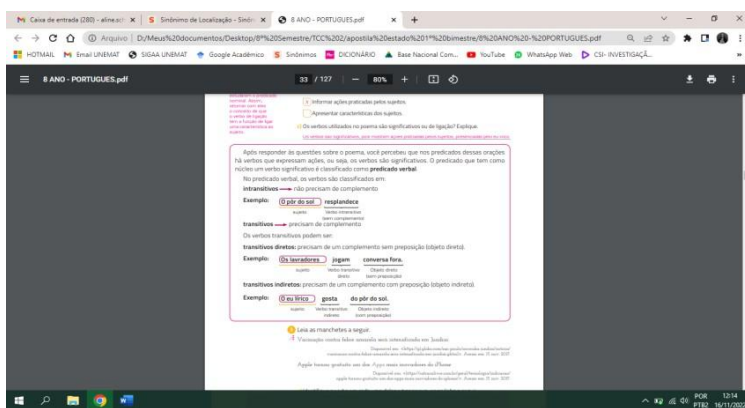 Caixa de entrada (280) - aline.sch
Sinônimo de Localização - Sinôn
8 ANO - PORTUGUES.pdf
Arquivo | D:/Meus%20documentos/Desktop/8°%20Semestre/TCC%202/apostila%20estado%201º%20bimestre/8%20ANO%20-%20PORTUGUES.pdf
HOTMAIL
Email UNEMAT
SIGAA UNEMAT
Google Acadêmico
Sinônimos
DICIONÁRIO
Base Nacional Com...
YouTube
WhatsApp Web
CSI- INVESTIGAÇÃ...
8 ANO - PORTUGUES.pdf
33 / 127
80%
Informar ações praticadas pelos sujeitos.
Apresentar características dos sujeitos.
Os verbos utilizados no poema são significativos ou de ligação? Explique.
Após responder às questões sobre o poema, você percebeu que nos predicados dessas orações
há verbos que expressam ações, ou seja, os verbos são significativos. O predicado que tem como
núcleo um verbo significativo é classificado como predicado verbal.
No predicado verbal, os verbos são classificados em:
intransitivos não precisam de complemento
Exemplo: O pôr do sol resplandece
sujeito Verbo intransitivo
(sem complemento)
transitivos precisam de complemento
Os verbos transitivos podem ser:
transitivos diretos: precisam de um complemento sem preposição (objeto direto).
Exemplo: Os lavradores jogam conversa fora.
sujeito Verbo transitivo Objeto direto
direto (sem preposição)
transitivos indiretos: precisam de um complemento com preposição (objeto indireto).
Exemplo: O eu lírico gosta do pôr do sol.
sujeito Verbo transitivo Objeto indireto
indireto (com preposição)
Leia as manchetes a seguir.
POR 12:14
PTB2 16/11/202